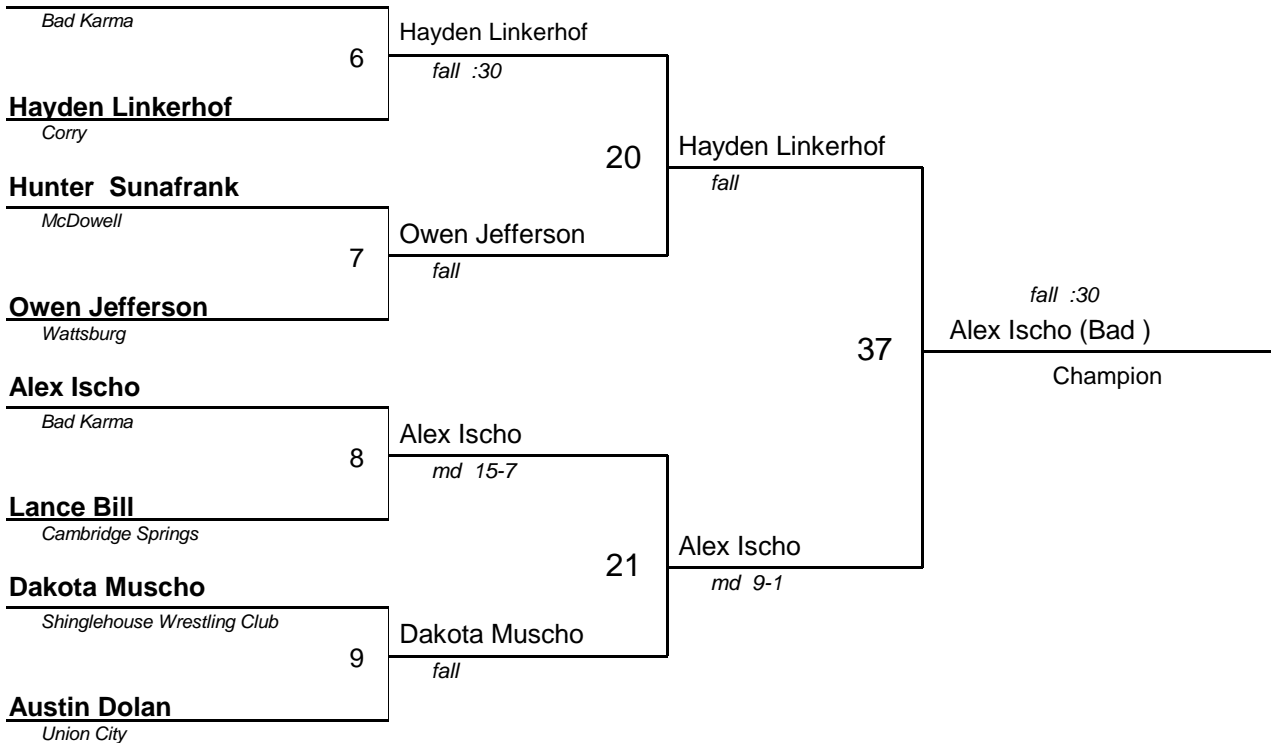 Bad Karma
6
Hayden Linkerhof
fall :30
Hayden Linkerhof
Corry
20
Hayden Linkerhof
fall
Hunter Sunafrank
McDowell
7
Owen Jefferson
fall
Owen Jefferson
Wattsburg
37
fall :30
Alex Ischo (Bad )
Champion
Alex Ischo
Bad Karma
8
Alex Ischo
md 15-7
Lance Bill
Cambridge Springs
21
Alex Ischo
md 9-1
Dakota Muscho
Shinglehouse Wrestling Club
9
Dakota Muscho
fall
Austin Dolan
Union City